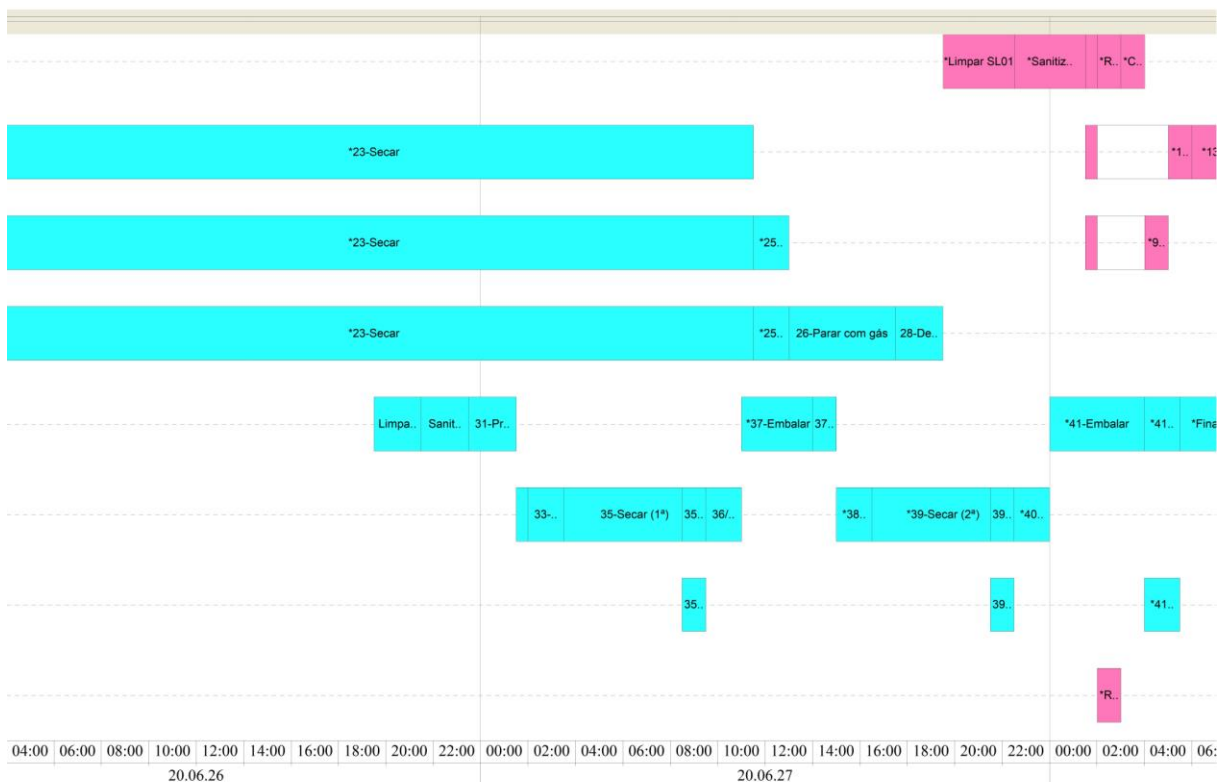 *Limpar SL01 *Sanitiz.. *R.. *C..
*23-Secar *1.. *13
*23-Secar *25.. *9..
*23-Secar *25.. 26-Parar com gás 28-De..
Limpa.. Sanit.. 31-Pr.. *37-Embalar 37.. *41-Embalar *41.. *Fina
33-.. 35-Secar (1ª) 35.. 36/.. *38.. *39-Secar (2ª) 39.. *40..
35.. 39.. *41..
*R..
04:00 06:00 08:00 10:00 12:00 14:00 16:00 18:00 20:00 22:00 00:00 02:00 04:00 06:00 08:00 10:00 12:00 14:00 16:00 18:00 20:00 22:00 00:00 02:00 04:00 06:
20.06.26 20.06.27